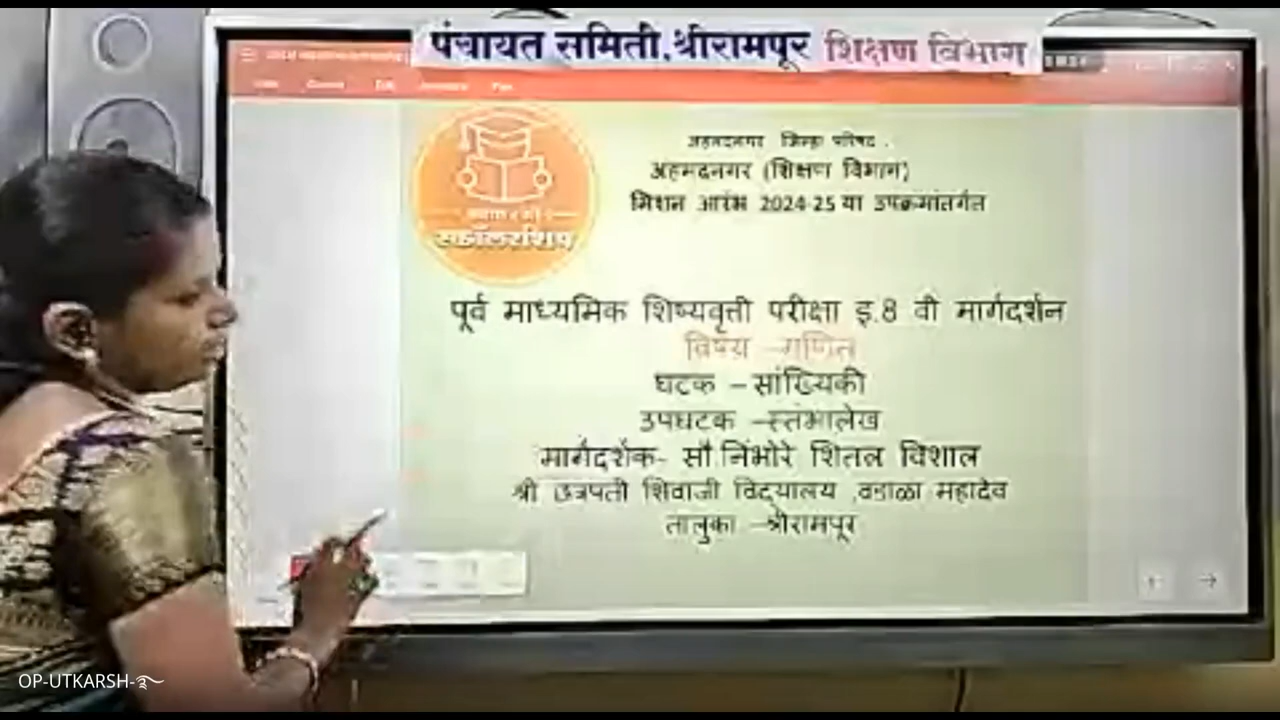 पंचायत समिती,श्रीरामपूर शिक्षण विभाग
अहमदनगर जिल्हा परिषद .
अहमदनगर (शिक्षण विभाग)
मिशन आरंभ 2024-25 या उपक्रमांतर्गत
स्कॉलरशिप
पूर्व माध्यमिक शिष्यवृत्ती परीक्षा इ.8 वी मार्गदर्शन
विषय –गणित
घटक – सांख्यिकी
उपघटक –स्तंभालेख
मार्गदर्शक- सौ.निंभोरे शितल विशाल
श्री छत्रपती शिवाजी विद्यालय ,वडाळा महादेव
तालुका –श्रीरामपूर
OP-UTKARSH-